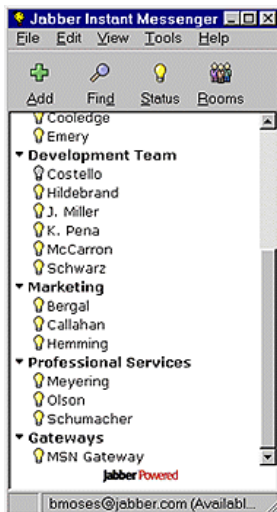 Jabber Instant Messenger
File Edit View Tools Help
Add Find Status Rooms
Cooledge
Emery
Development Team
Costello
Hildebrand
J. Miller
K. Pena
McCarron
Schwarz
Marketing
Bergal
Callahan
Hemming
Professional Services
Meyering
Olson
Schumacher
Gateways
MSN Gateway
Jabber Powered
bmoses@jabber.com (Availabl...